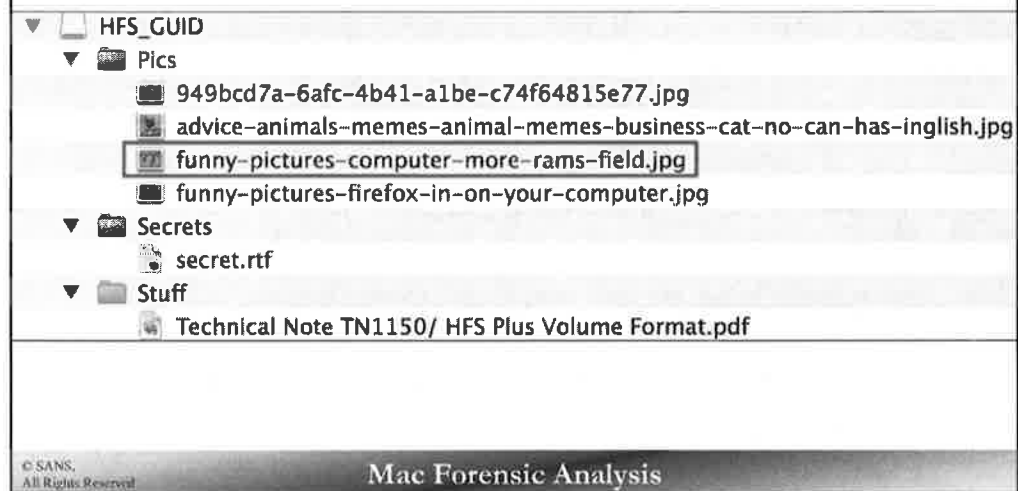 HFS_GUID
Pics
949bcd7a-6afc-4b41-a1be-c74f64815e77.jpg
advice-animals-memes-animal-memes-business-cat-no-can-has-inglish.jpg
funny-pictures-computer-more-rams-field.jpg
funny-pictures-firefox-in-on-your-computer.jpg
Secrets
secret.rtf
Stuff
Technical Note TN1150/ HFS Plus Volume Format.pdf
© SANS,
All Rights Reserved
Mac Forensic Analysis